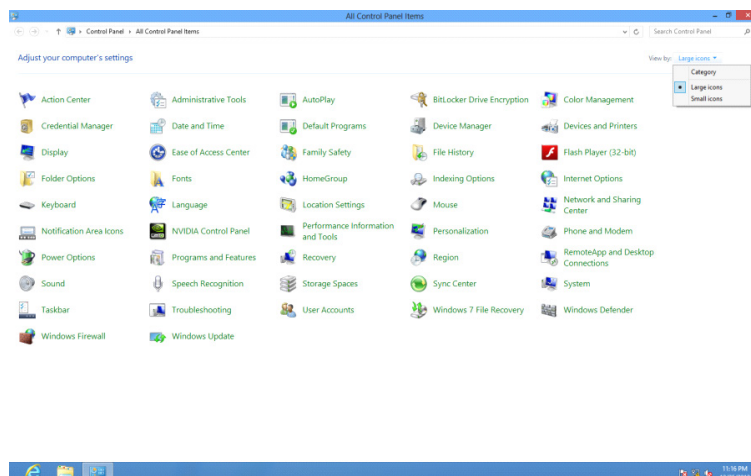 All Control Panel Items
Control Panel
All Control Panel Items
Search Control Panel
Adjust your computer's settings
View by: Large icons
Category
Large icons
Small icons
Action Center
Administrative Tools
AutoPlay
BitLocker Drive Encryption
Color Management
Credential Manager
Date and Time
Default Programs
Device Manager
Devices and Printers
Display
Ease of Access Center
Family Safety
File History
Flash Player (32-bit)
Folder Options
Fonts
HomeGroup
Indexing Options
Internet Options
Keyboard
Language
Location Settings
Mouse
Network and Sharing
Center
Notification Area Icons
NVIDIA Control Panel
Performance Information
and Tools
Personalization
Phone and Modem
Power Options
Programs and Features
Recovery
Region
RemoteApp and Desktop
Connections
Sound
Speech Recognition
Storage Spaces
Sync Center
System
Taskbar
Troubleshooting
User Accounts
Windows 7 File Recovery
Windows Defender
Windows Firewall
Windows Update
11:16 PM